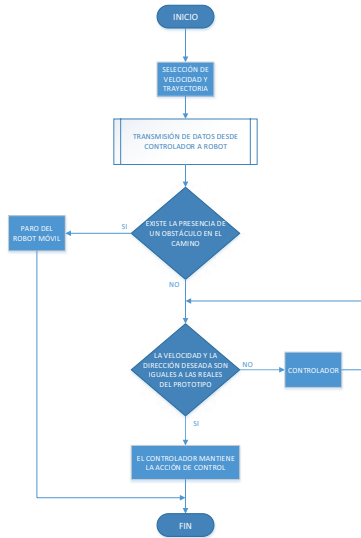 INICIO
SELECCIÓN DE
VELOCIDAD Y
TRAYECTORIA
TRANSMISIÓN DE DATOS DESDE
CONTROLADOR A ROBOT
EXISTE LA PRESENCIA DE
UN OBSTÁCULO EN EL
CAMINO
SI
PARO DEL
ROBOT MÓVIL
NO
LA VELOCIDAD Y LA
DIRECCIÓN DESEADA SON
IGUALES A LAS REALES
DEL PROTOTIPO
NO
CONTROLADOR
SI
EL CONTROLADOR MANTIENE
LA ACCIÓN DE CONTROL
FIN